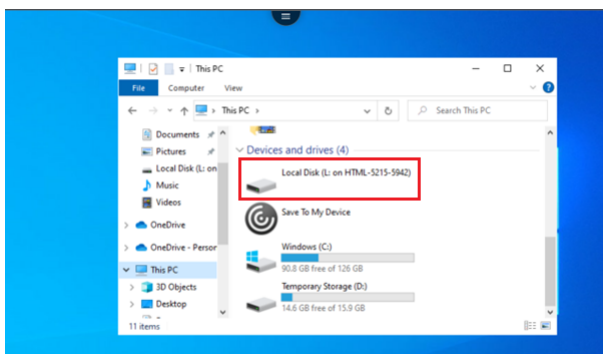 This PC
File Computer View
This PC Search This PC
Documents
Pictures
Local Disk (L: on
Music
Videos
OneDrive
OneDrive - Person
This PC
3D Objects
Desktop
Devices and drives (4)
Local Disk (L: on HTML-5215-5942)
Save To My Device
Windows (C:)
90.8 GB free of 126 GB
Temporary Storage (D:)
14.6 GB free of 15.9 GB
11 items